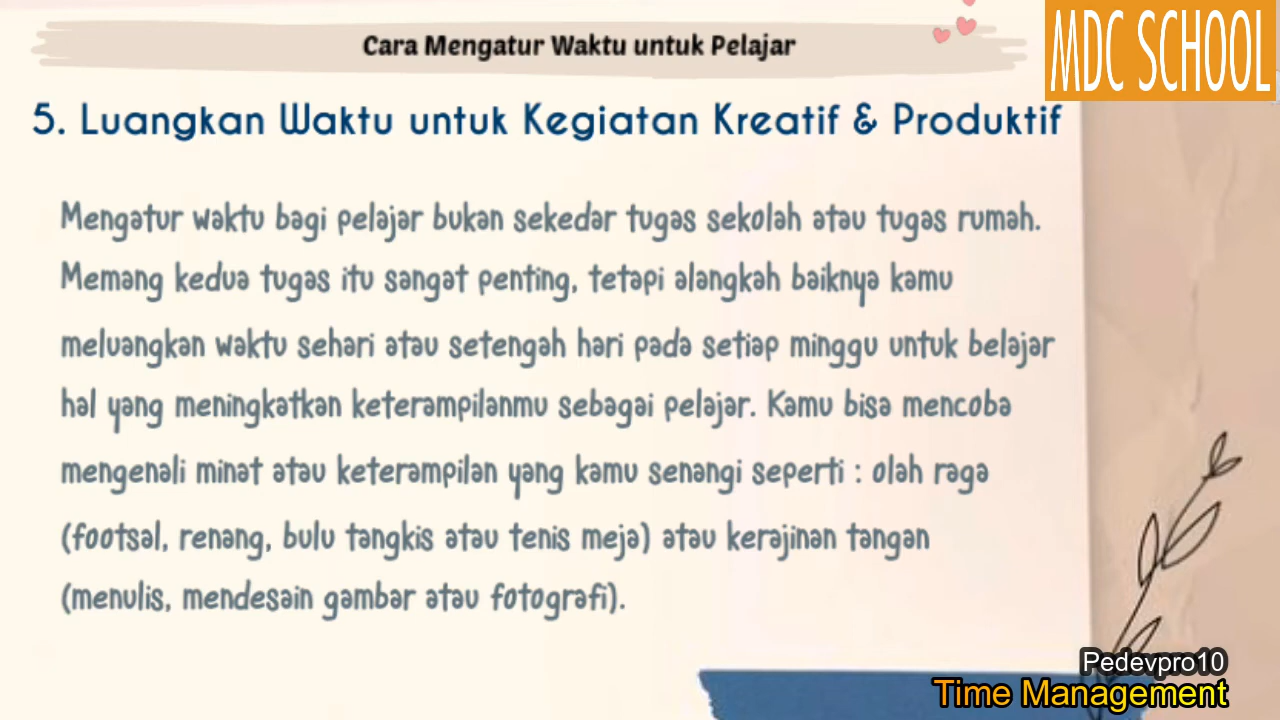 Cara Mengatur Waktu untuk Pelajar
MDC SCHOOL
5. Luangkan Waktu untuk Kegiatan Kreatif & Produktif
Mengatur waktu bagi pelajar bukan sekedar tugas sekolah atau tugas rumah.
Memang kedua tugas itu sangat penting, tetapi alangkah baiknya kamu
meluangkan waktu sehari atau setengah hari pada setiap minggu untuk belajar
hal yang meningkatkan keterampilanmu sebagai pelajar. Kamu bisa mencoba
mengenali minat atau keterampilan yang kamu senangi seperti : olah raga
(footsal, renang, bulu tangkis atau tenis meja) atau kerajinan tangan
(menulis, mendesain gambar atau fotografi).
Pedevpro10
Time Management